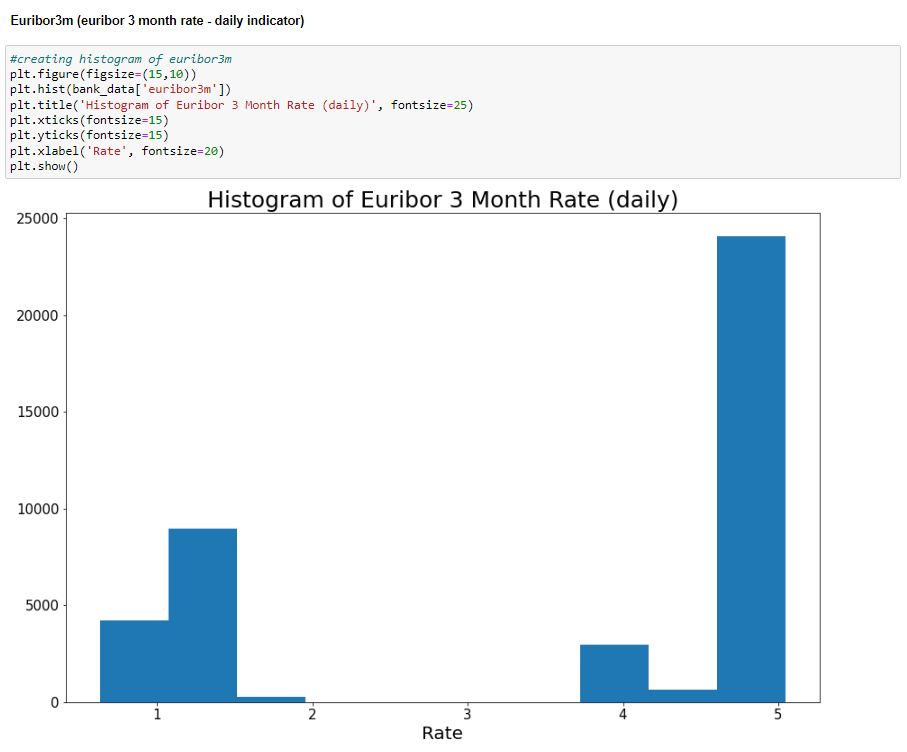 Euribor3m (euribor 3 month rate - daily indicator)
#creating histogram of euribor3m
plt.figure(figsize=(15,10))
plt.hist(bank_data['euribor3m'])
plt.title('Histogram of Euribor 3 Month Rate (daily)', fontsize=25)
plt.xticks(fontsize=15)
plt.yticks(fontsize=15)
plt.xlabel('Rate', fontsize=20)
plt.show()
Histogram of Euribor 3 Month Rate (daily)
25000
20000
15000
10000
5000
0
1 2 3 4 5
Rate